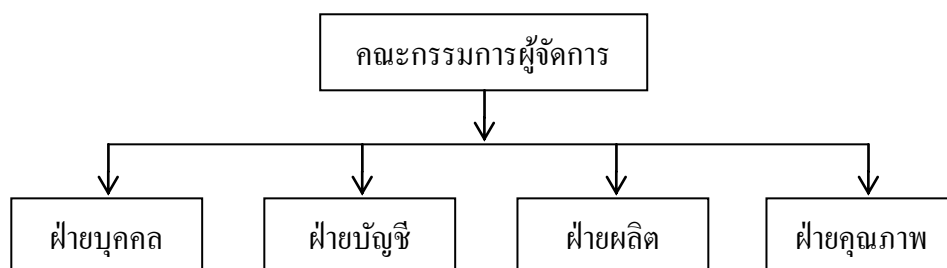 คณะกรรมการผู้จัดการ
ฝ่ายบุคคล
ฝ่ายบัญชี
ฝ่ายผลิต
ฝ่ายคุณภาพ